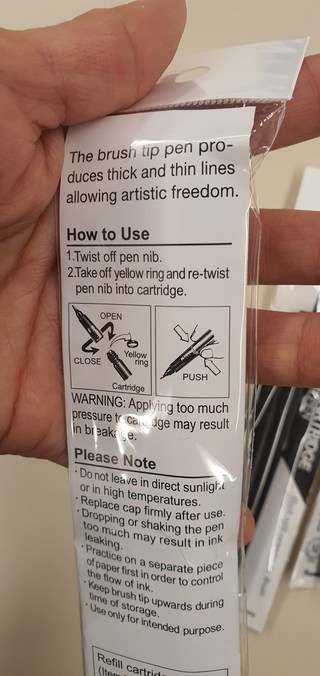 The brush tip pen pro-
duces thick and thin lines
allowing artistic freedom.
How to Use
1.Twist off pen nib.
2.Take off yellow ring and re-twist
pen nib into cartridge.
OPEN
CLOSE
Yellow
ring
Cartridge
PUSH
WARNING: Applying too much
pressure to cartridge may result
in breakage.
Please Note
· Do not leave in direct sunlight
or in high temperatures.
· Replace cap firmly after use.
· Dropping or shaking the pen
too much may result in ink
leaking.
· Practice on a separate piece
of paper first in order to control
the flow of ink.
· Keep brush tip upwards during
time of storage.
· Use only for intended purpose.
Refill